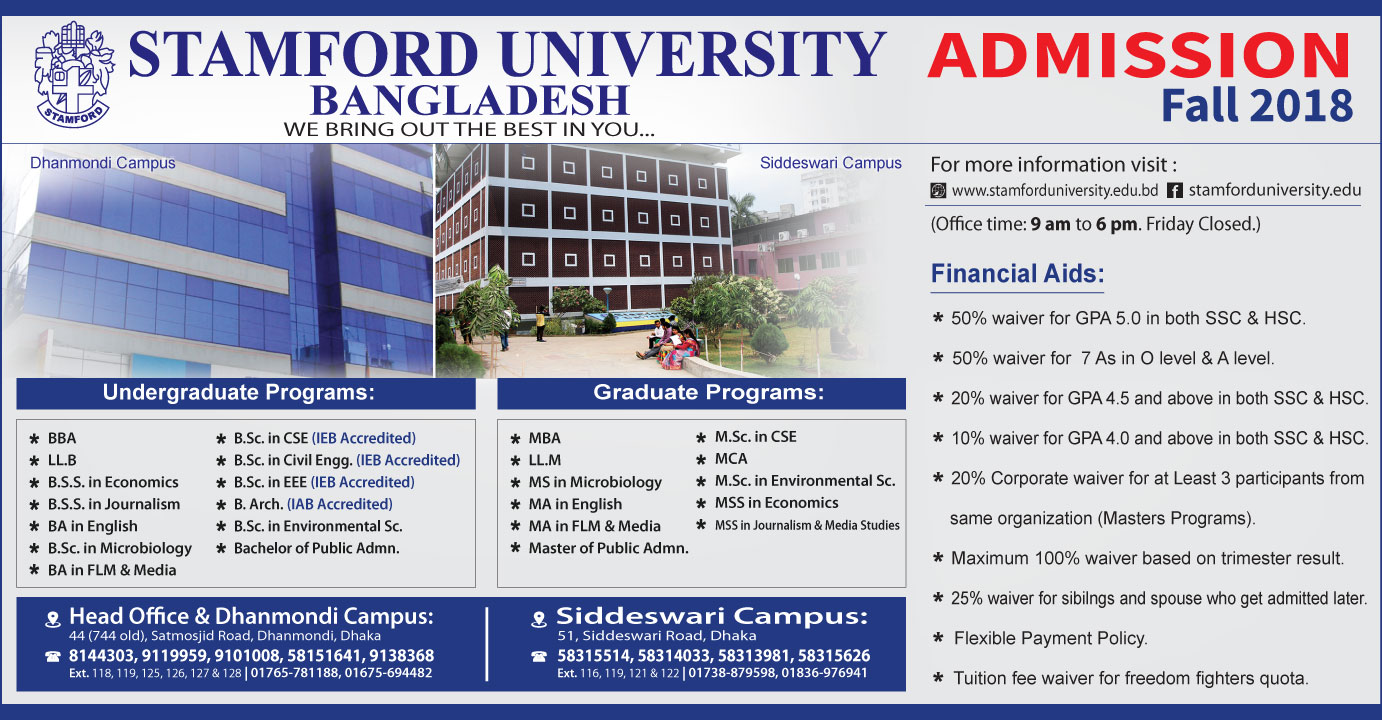 STAMFORD
STAMFORD UNIVERSITY
BANGLADESH
WE BRING OUT THE BEST IN YOU...
ADMISSION
Fall 2018
Dhanmondi Campus
Siddeswari Campus
For more information visit :
www.stamforduniversity.edu.bd f stamforduniversity.edu
(Office time: 9 am to 6 pm. Friday Closed.)
Financial Aids:
* 50% waiver for GPA 5.0 in both SSC & HSC.
* 50% waiver for 7 As in O level & A level.
* 20% waiver for GPA 4.5 and above in both SSC & HSC.
* 10% waiver for GPA 4.0 and above in both SSC & HSC.
* 20% Corporate waiver for at Least 3 participants from
same organization (Masters Programs).
* Maximum 100% waiver based on trimester result.
* 25% waiver for sibilngs and spouse who get admitted later.
* Flexible Payment Policy.
* Tuition fee waiver for freedom fighters quota.
Undergraduate Programs:
* BBA
* LL.B
* B.S.S. in Economics
* B.S.S. in Journalism
* BA in English
* B.Sc. in Microbiology
* BA in FLM & Media
* B.Sc. in CSE (IEB Accredited)
* B.Sc. in Civil Engg. (IEB Accredited)
* B.Sc. in EEE (IEB Accredited)
* B. Arch. (IAB Accredited)
* B.Sc. in Environmental Sc.
* Bachelor of Public Admn.
Graduate Programs:
* MBA
* LL.M
* MS in Microbiology
* MA in English
* MA in FLM & Media
* Master of Public Admn.
* M.Sc. in CSE
* MCA
* M.Sc. in Environmental Sc.
* MSS in Economics
* MSS in Journalism & Media Studies
Head Office & Dhanmondi Campus:
44 (744 old), Satmosjid Road, Dhanmondi, Dhaka
8144303, 9119959, 9101008, 58151641, 9138368
Ext. 118, 119, 125, 126, 127 & 128 | 01765-781188, 01675-694482
Siddeswari Campus:
51, Siddeswari Road, Dhaka
58315514, 58314033, 58313981, 58315626
Ext. 116, 119, 121 & 122 | 01738-879598, 01836-976941